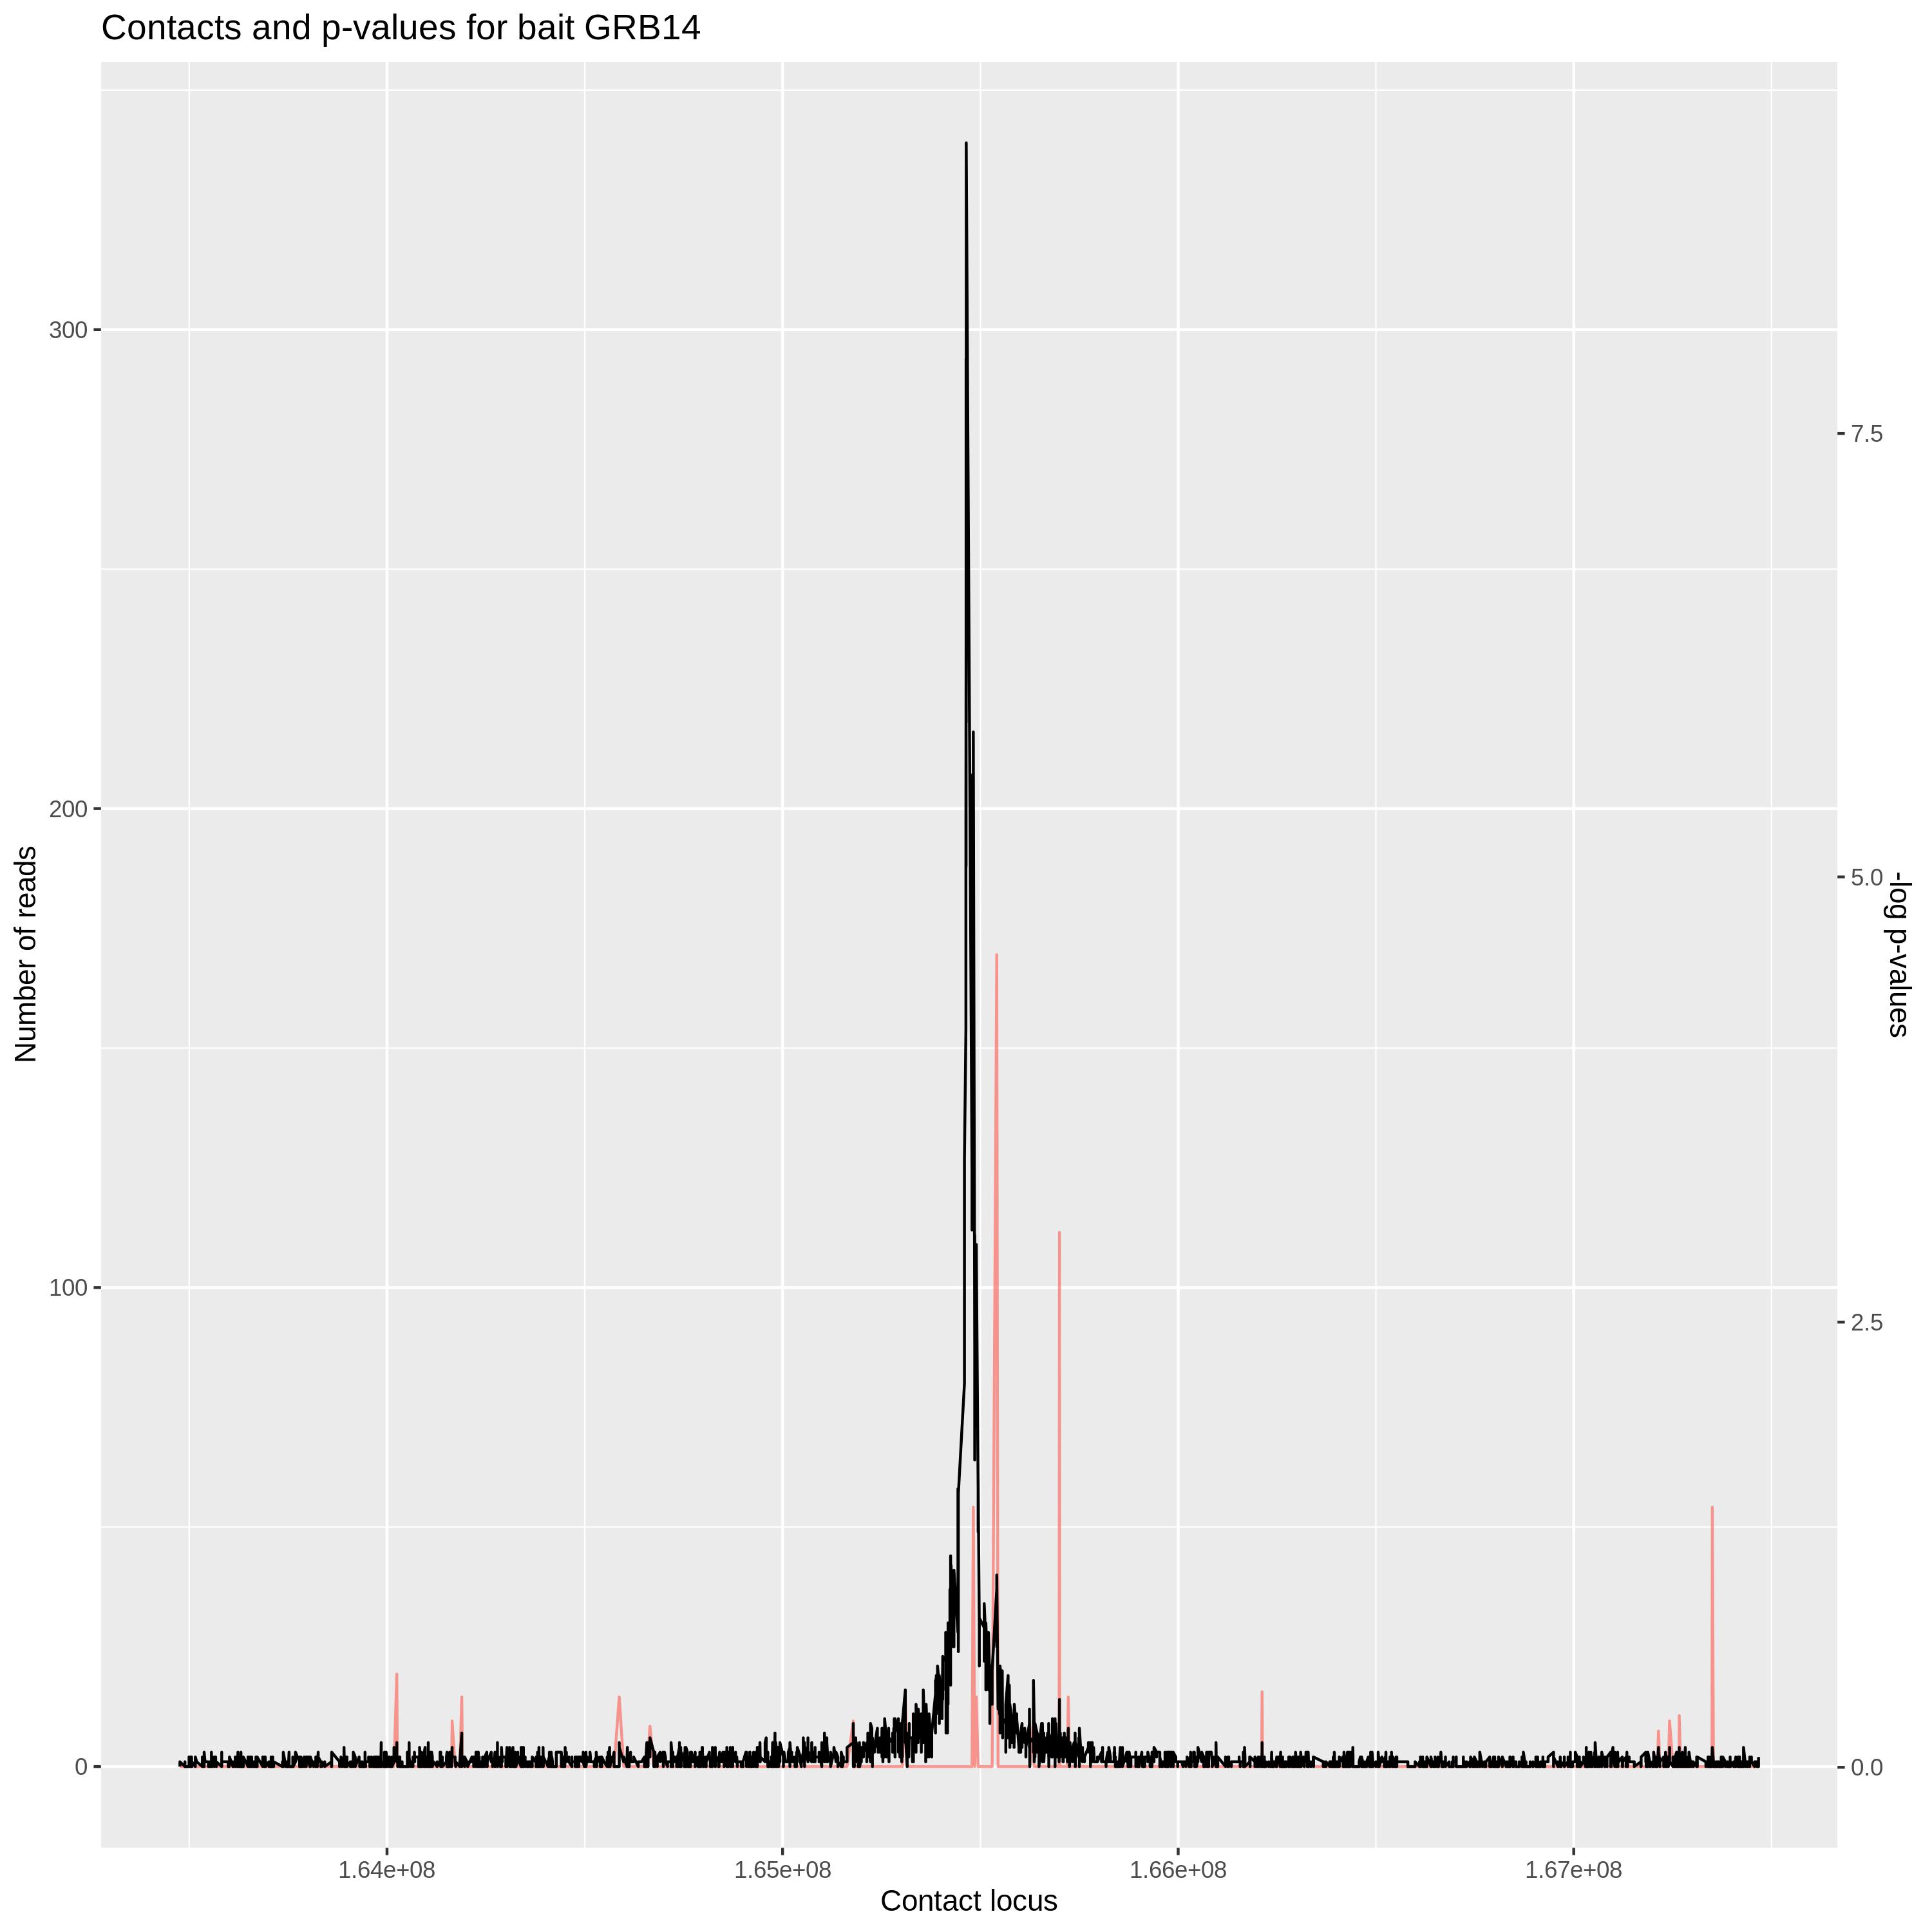 Contacts and p-values for bait GRB14
300
200
100
0
Number of reads
7.5
5.0
2.5
0.0
-log p-values
1.64e+08
1.65e+08
1.66e+08
1.67e+08
Contact locus